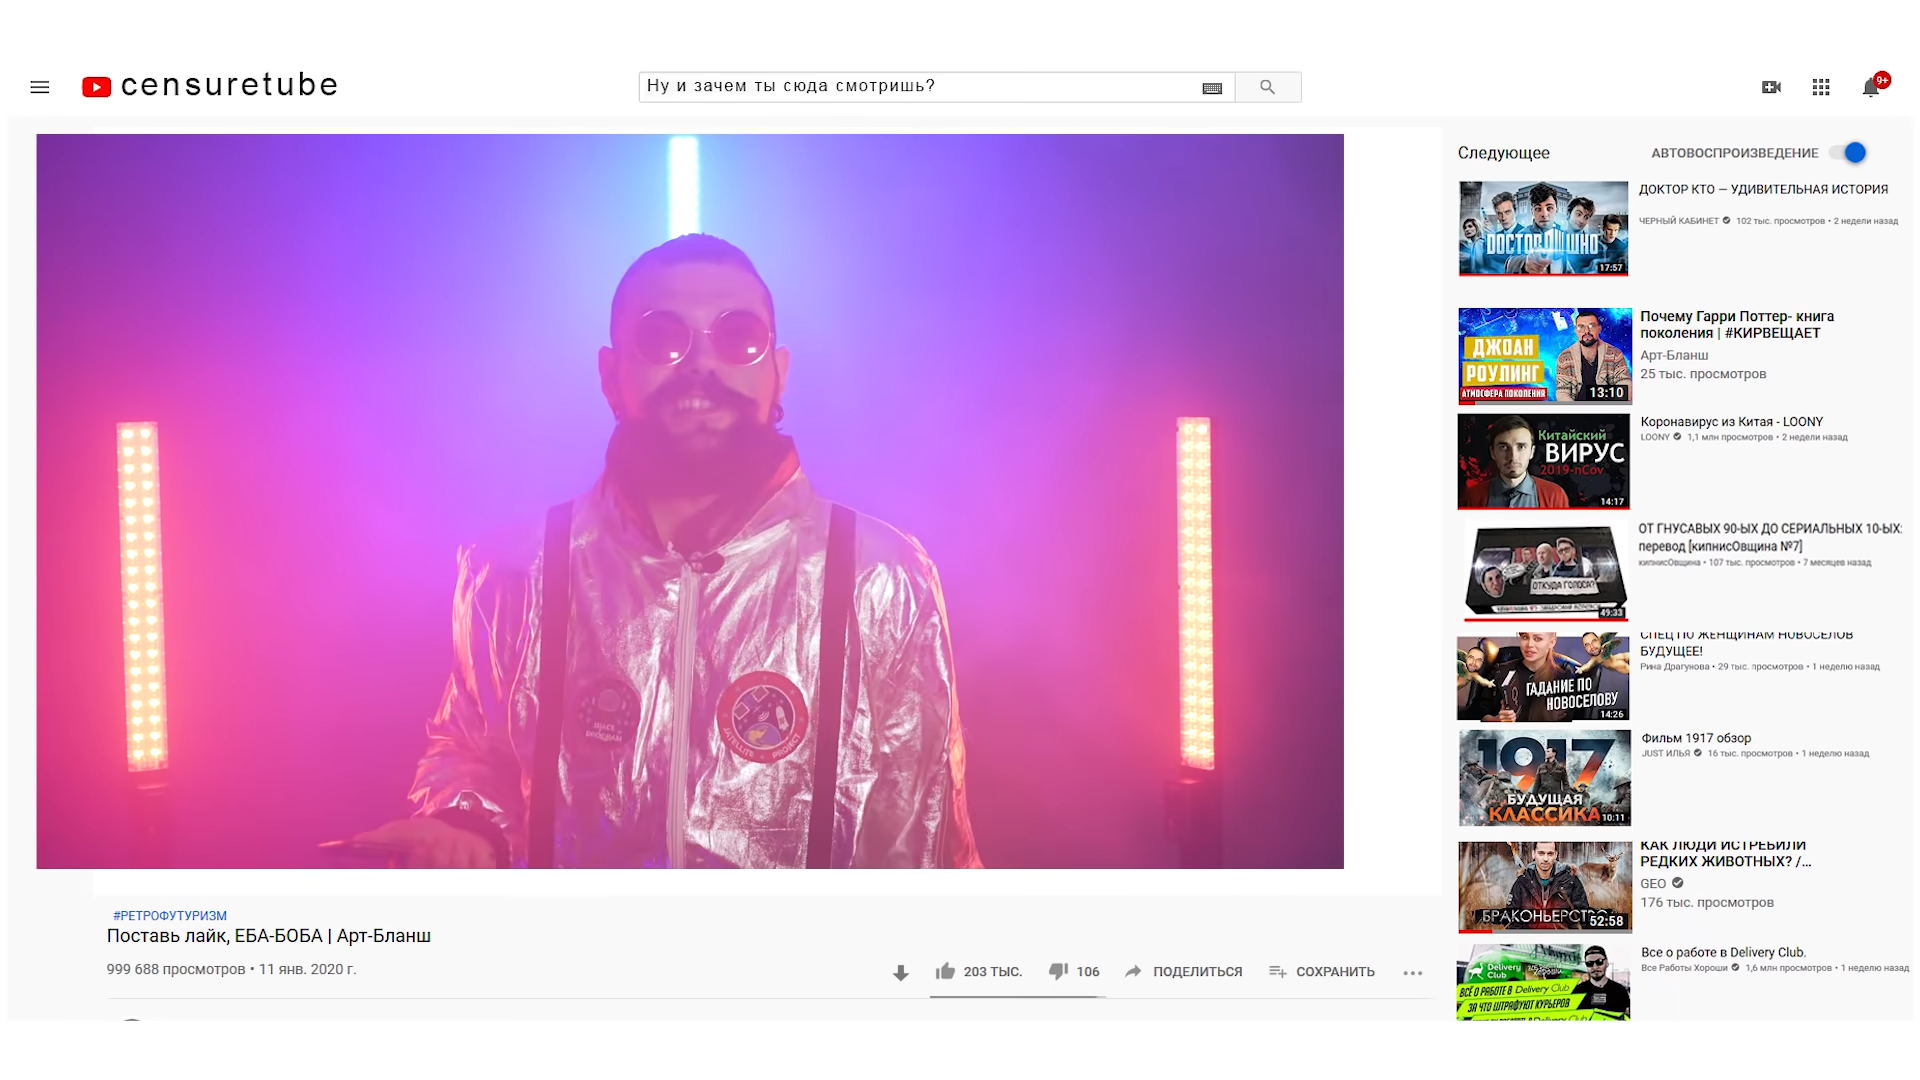 censuretube
Ну и зачем ты сюда смотришь?
9+
Следующее
АВТОВОСПРОИЗВЕДЕНИЕ
ДОКТОР КТО — УДИВИТЕЛЬНАЯ ИСТОРИЯ
ЧЕРНЫЙ КАБИНЕТ 102 тыс. просмотров • 2 недели назад
17:57
Почему Гарри Поттер- книга
поколения | #КИРВЕЩАЕТ
Арт-Бланш
25 тыс. просмотров
ДЖОАН
РОУЛИНГ
АТМОСФЕРА ПОКОЛЕНИЯ
13:10
Коронавирус из Китая - LOONY
LOONY 1,1 млн просмотров • 2 недели назад
Китайский
ВИРУС
2019-nCov
14:17
ОТ ГНУСАВЫХ 90-ЫХ ДО СЕРИАЛЬНЫХ 10-ЫХ:
перевод [кипнисОвщина №7]
кипнисОвщина • 107 тыс. просмотров • 7 месяцев назад
ОТКУДА ГОЛОСА?
49:33
СПЕЦ ПО ЖЕНЩИНАМ НОВОСЕЛОВ
БУДУЩЕЕ!
Рина Драгунова • 29 тыс. просмотров • 1 неделю назад
ГАДАНИЕ ПО
НОВОСЕЛОВУ
14:26
Фильм 1917 обзор
JUST ИЛЬЯ 16 тыс. просмотров • 1 неделю назад
1917
БУДУЩАЯ
КЛАССИКА
10:11
КАК ЛЮДИ ИСТРЕБИЛИ
РЕДКИХ ЖИВОТНЫХ? /...
GEO
176 тыс. просмотров
БРАКОНЬЕРСТВО
52:58
Все о работе в Delivery Club.
Все Работы Хороши 1,6 млн просмотров • 1 неделю назад
Delivery
Club
ВСЁ О РАБОТЕ В Delivery Club
ЗА ЧТО ШТРАФУЮТ КУРЬЕРОВ
SATELLITE PROJECT
#РЕТРОФУТУРИЗМ
Поставь лайк, ЕБА-БОБА | Арт-Бланш
999 688 просмотров • 11 янв. 2020 г.
203 ТЫС.
106
ПОДЕЛИТЬСЯ
СОХРАНИТЬ